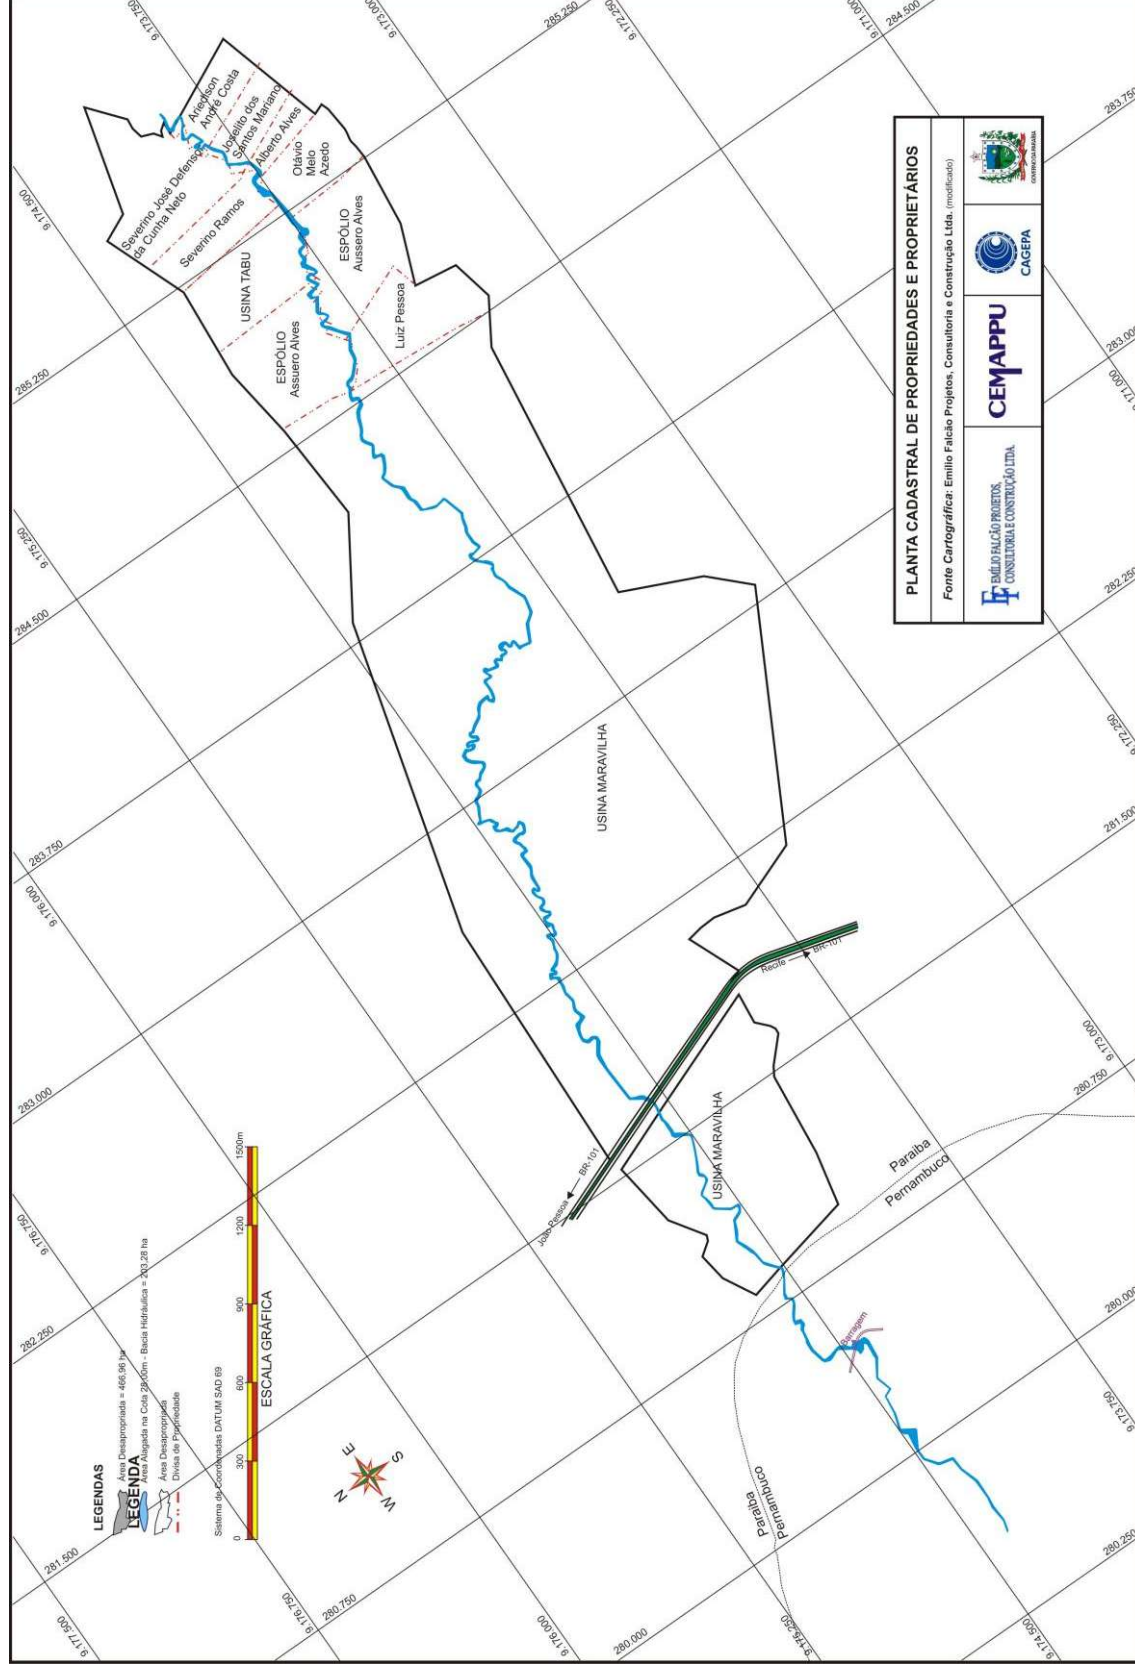 LEGENDAS
Área Desapropriada = 466,96 ha
LEGENDA
Área Alagada na Cota 28,00m - Bacia Hidráulica = 203,28 ha
Área Desapropriada
Divisa de Propriedade
Sistema de Coordenadas DATUM SAD 69
0 300 600 900 1200 1500m
ESCALA GRÁFICA
N
E
S
W
281.500
282.250
283.000
283.750
284.500
285.250
9.177.500
9.176.750
9.176.000
9.175.250
9.174.500
9.173.750
9.173.000
285.250
9.172.250
9.171.000
284.500
283.750
283.000
9.171.000
282.250
9.172.250
281.500
9.173.000
280.750
280.000
9.173.750
280.250
9.174.500
280.000
9.176.000
280.750
9.176.750
Severino José Defensor
da Cunha Neto
Severino Ramos
USINA TABU
ESPÓLIO
Assuero Alves
Ariedison
André Costa
Joselito dos
Santos Mariano
Alberto Alves
Otávio
Melo
Azedo
ESPÓLIO
Aussero Alves
Luiz Pessoa
USINA MARAVILHA
João Pessoa
BR-101
Recife
BR-101
USINA MARAVILHA
Paraiba
Pernambuco
Paraiba
Pernambuco
Barragem
PLANTA CADASTRAL DE PROPRIEDADES E PROPRIETÁRIOS
Fonte Cartográfica: Emílio Falcão Projetos, Consultoria e Construção Ltda. (modificado)
EF EMÍLIO FALCÃO PROJETOS,
CONSULTORIA E CONSTRUÇÃO LTDA.
CEMAPPU
CAGEPA
GOVERNO DA PARAÍBA